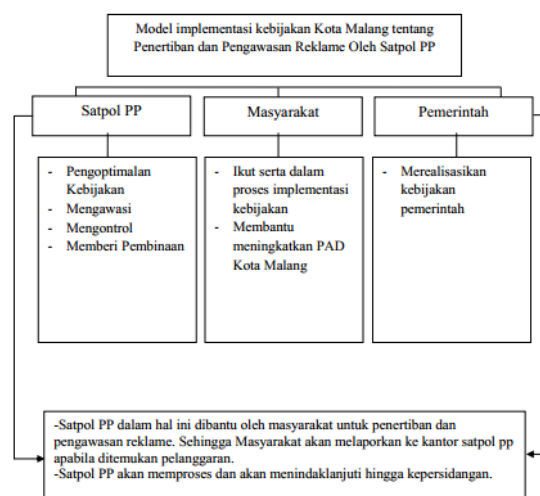 Model implementasi kebijakan Kota Malang tentang
Penertiban dan Pengawasan Reklame Oleh Satpol PP
Satpol PP
Masyarakat
Pemerintah
- Pengoptimalan
Kebijakan
- Mengawasi
- Mengontrol
- Memberi Pembinaan
- Ikut serta dalam
proses implementasi
kebijakan
- Membantu
meningkatkan PAD
Kota Malang
- Merealisasikan
kebijakan
pemerintah
-Satpol PP dalam hal ini dibantu oleh masyarakat untuk penertiban dan
pengawasan reklame. Sehingga Masyarakat akan melaporkan ke kantor satpol pp
apabila ditemukan pelanggaran.
-Satpol PP akan memproses dan akan menindaklanjuti hingga kepersidangan.